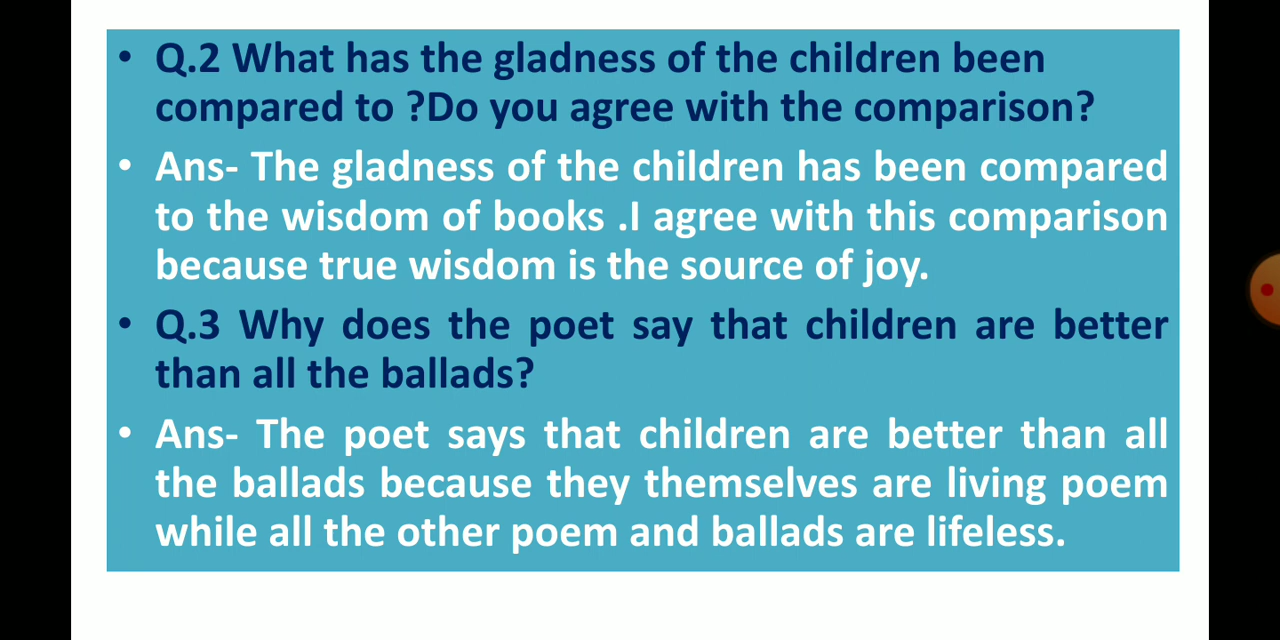 • Q.2 What has the gladness of the children been
compared to ?Do you agree with the comparison?
• Ans- The gladness of the children has been compared
to the wisdom of books .I agree with this comparison
because true wisdom is the source of joy.
• Q.3 Why does the poet say that children are better
than all the ballads?
• Ans- The poet says that children are better than all
the ballads because they themselves are living poem
while all the other poem and ballads are lifeless.